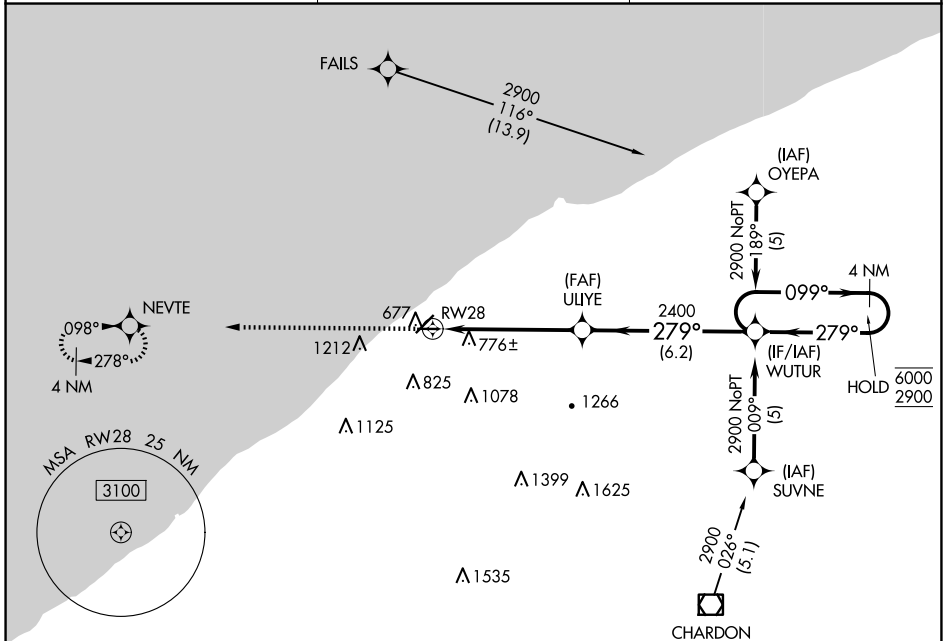 FAILS
2900
116°
(13.9)
(IAF)
OYEPA
2900 NoPT
189°
(5)
4 NM
099°
(FAF)
ULIYE
NEVTE
098°
278°
4 NM
677
RW28
2400
279°
(6.2)
279°
1212
776±
(IF/IAF)
WUTUR
HOLD
6000
2900
825
1078
1266
2900 NoPT
009°
(5)
1125
MSA RW28 25 NM
3100
1399
1625
(IAF)
SUVNE
2900
026°
(5.1)
1535
CHARDON